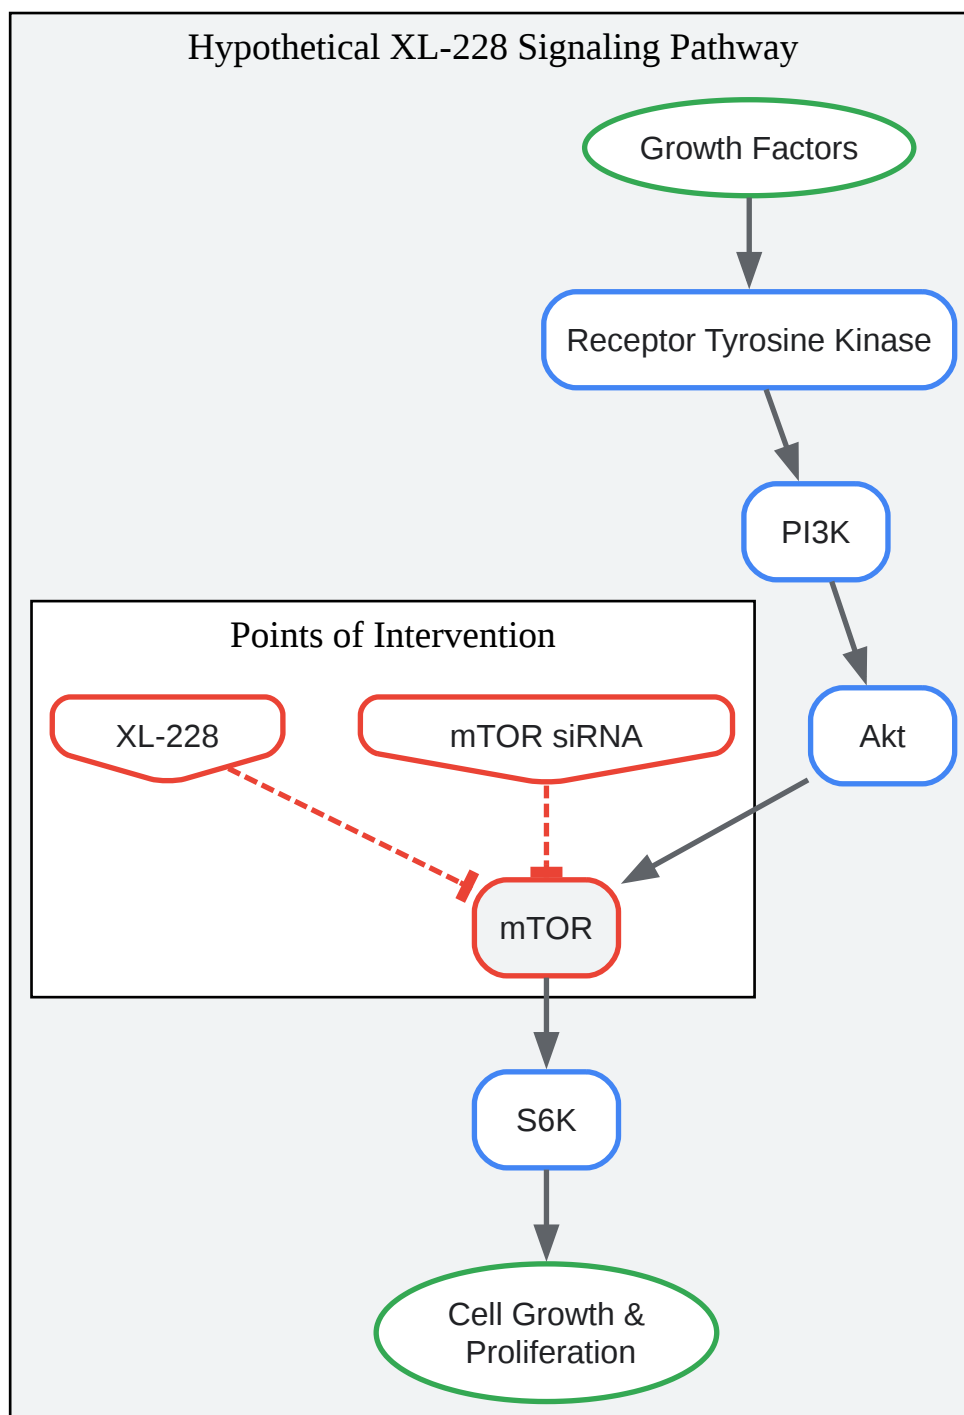 Hypothetical XL-228 Signaling Pathway
Growth Factors
Receptor Tyrosine Kinase
PI3K
Points of Intervention
XL-228
mTOR siRNA
Akt
mTOR
S6K
Cell Growth &
Proliferation